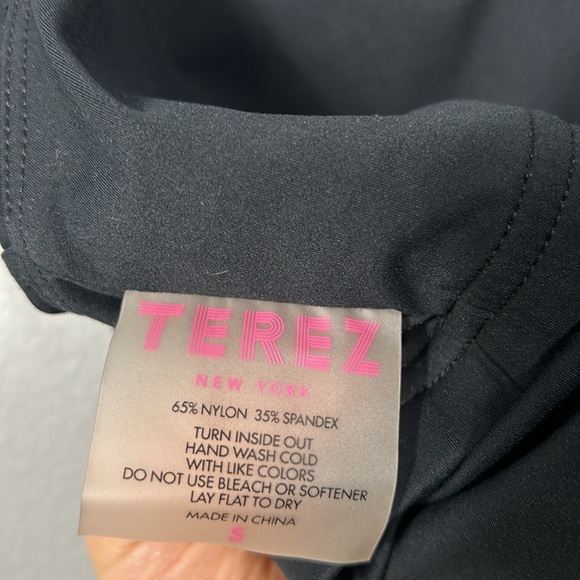 TEREZ
NEW YORK
65% NYLON 35% SPANDEX
TURN INSIDE OUT
HAND WASH COLD
WITH LIKE COLORS
DO NOT USE BLEACH OR SOFTENER
LAY FLAT TO DRY
MADE IN CHINA
S